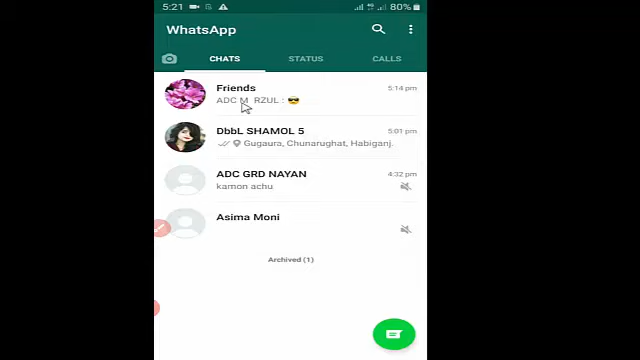 5:21 80%
WhatsApp
CHATS STATUS CALLS
Friends 5:14 pm
ADC M RZUL : 😎
DbbL SHAMOL 5 5:01 pm
Gugaura, Chunarughat, Habiganj.
ADC GRD NAYAN 4:32 pm
kamon achu
Asima Moni
Archived (1)